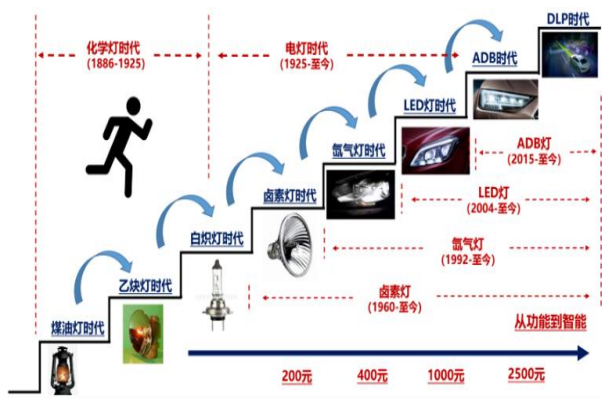 DLP时代
化学灯时代
(1886-1925)
电灯时代
(1925-至今)
ADB时代
LED灯时代
ADB灯
(2015-至今)
氙气灯时代
LED灯
(2004-至今)
卤素灯时代
白炽灯时代
氙气灯
(1992-至今)
乙炔灯时代
卤素灯
(1960-至今)
煤油灯时代
从功能到智能
200元
400元
1000元
2500元